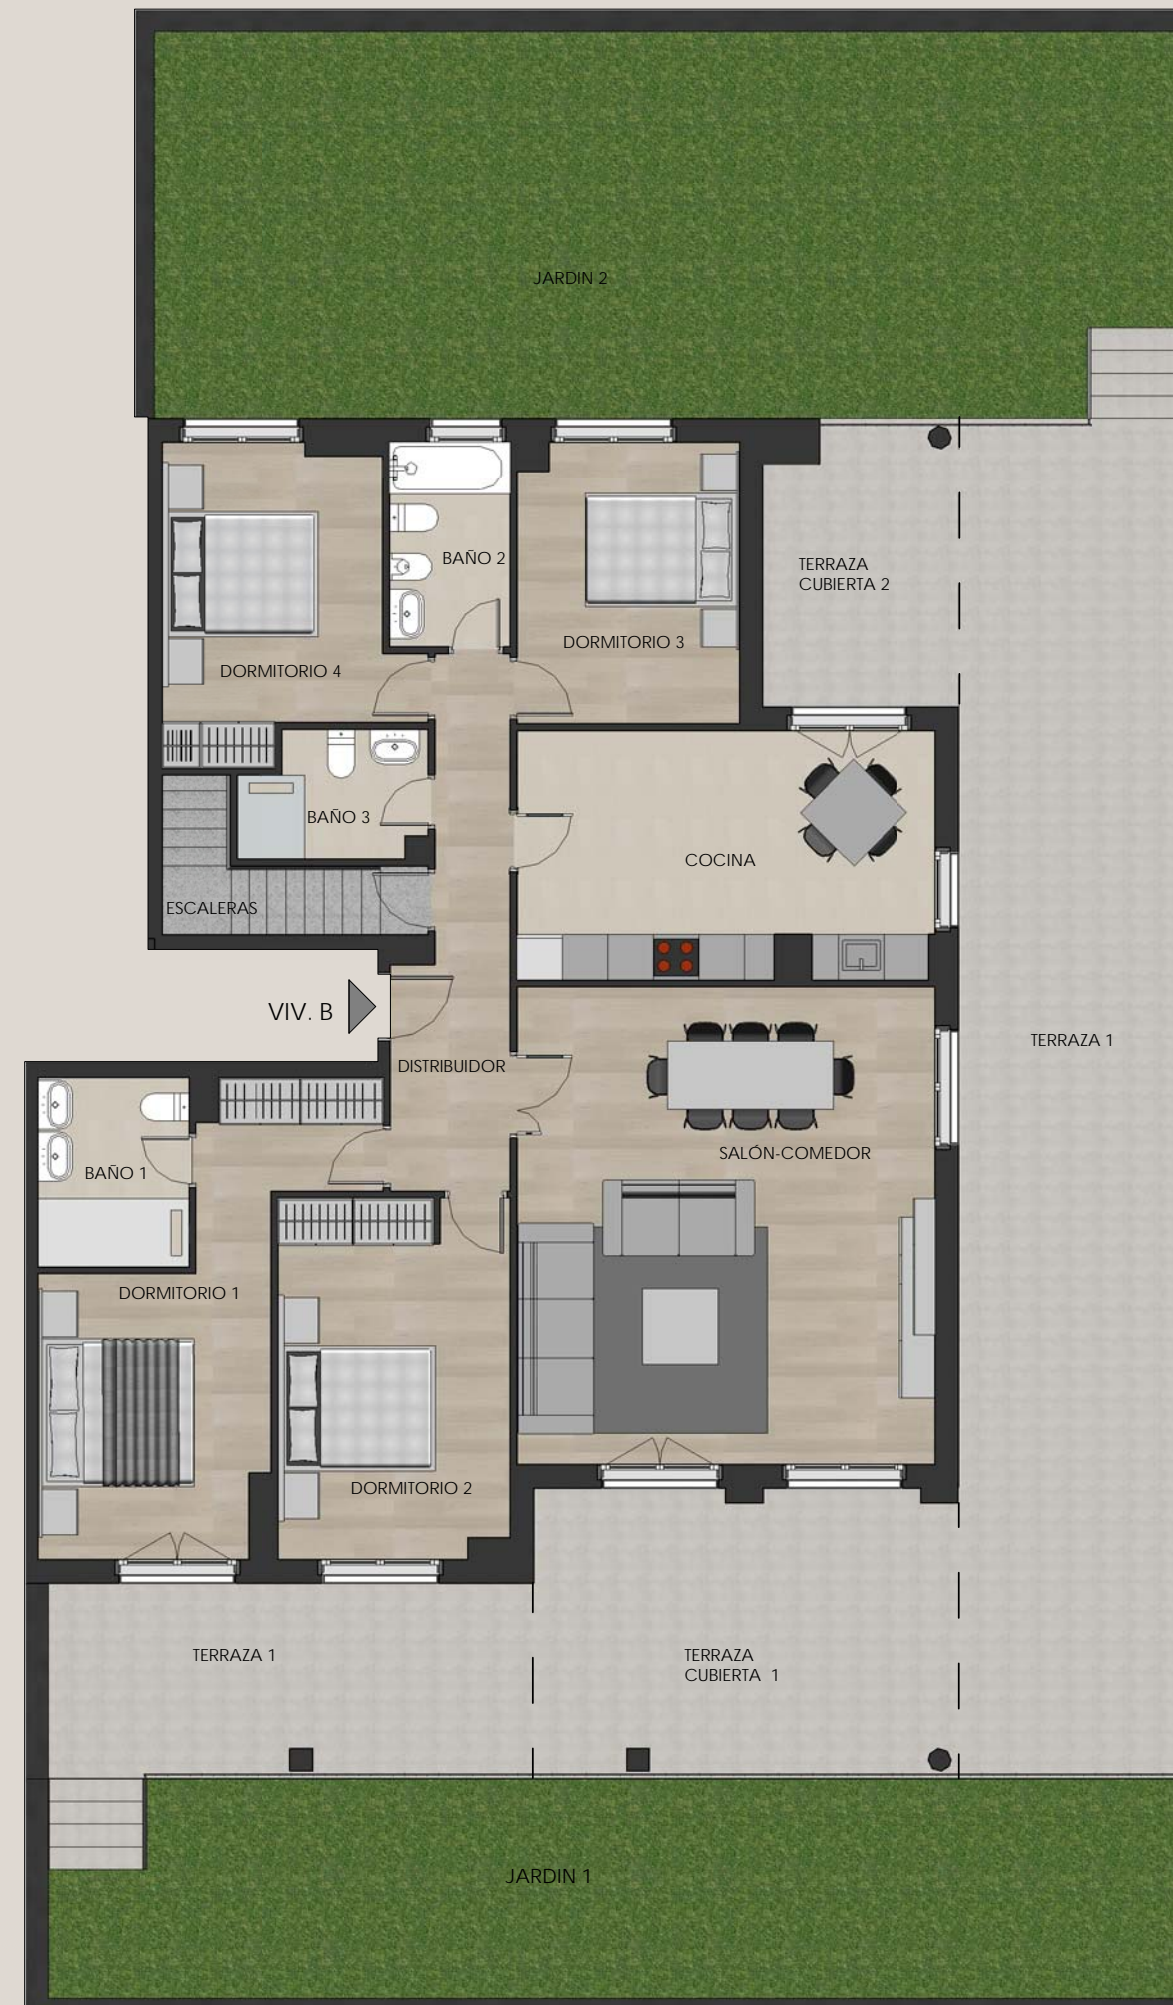 JARDIN 2
BAÑO 2
TERRAZA
CUBIERTA 2
DORMITORIO 3
DORMITORIO 4
BAÑO 3
COCINA
ESCALERAS
VIV. B
DISTRIBUIDOR
TERRAZA 1
SALÓN-COMEDOR
BAÑO 1
DORMITORIO 1
DORMITORIO 2
TERRAZA 1
TERRAZA
CUBIERTA 1
JARDIN 1